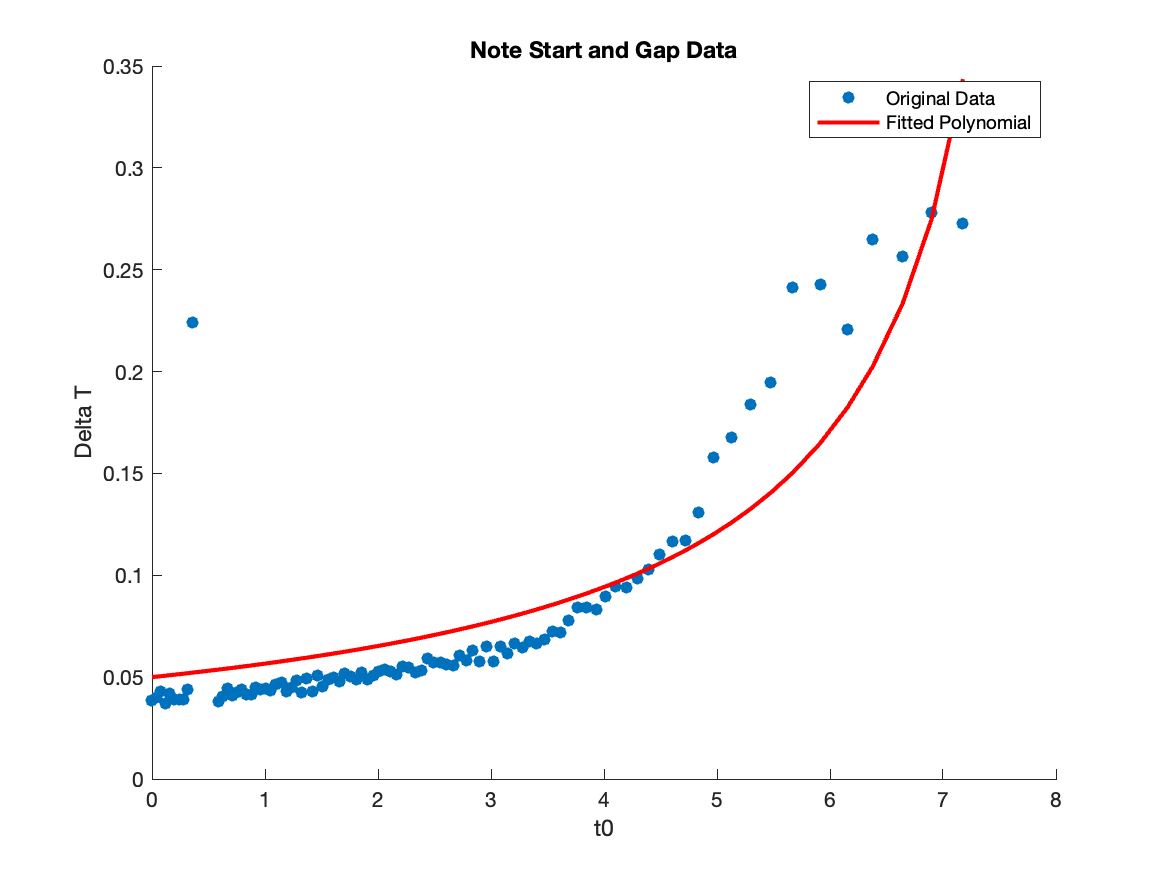 Note Start and Gap Data
0.35
0.3
0.25
0.2
0.15
0.1
0.05
0
Delta T
Original Data
Fitted Polynomial
0 1 2 3 4 5 6 7 8
t0